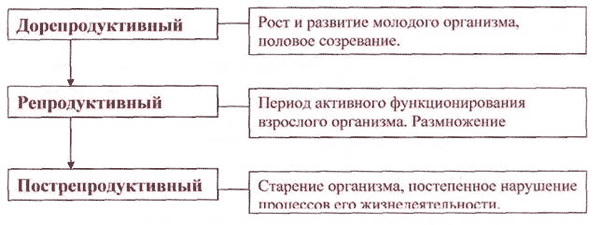 Дорепродуктивный
Рост и развитие молодого организма,
половое созревание.
Репродуктивный
Период активного функционирования
взрослого организма. Размножение
Пострепродуктивный
Старение организма, постепенное нарушение
процессов его жизнедеятельности.